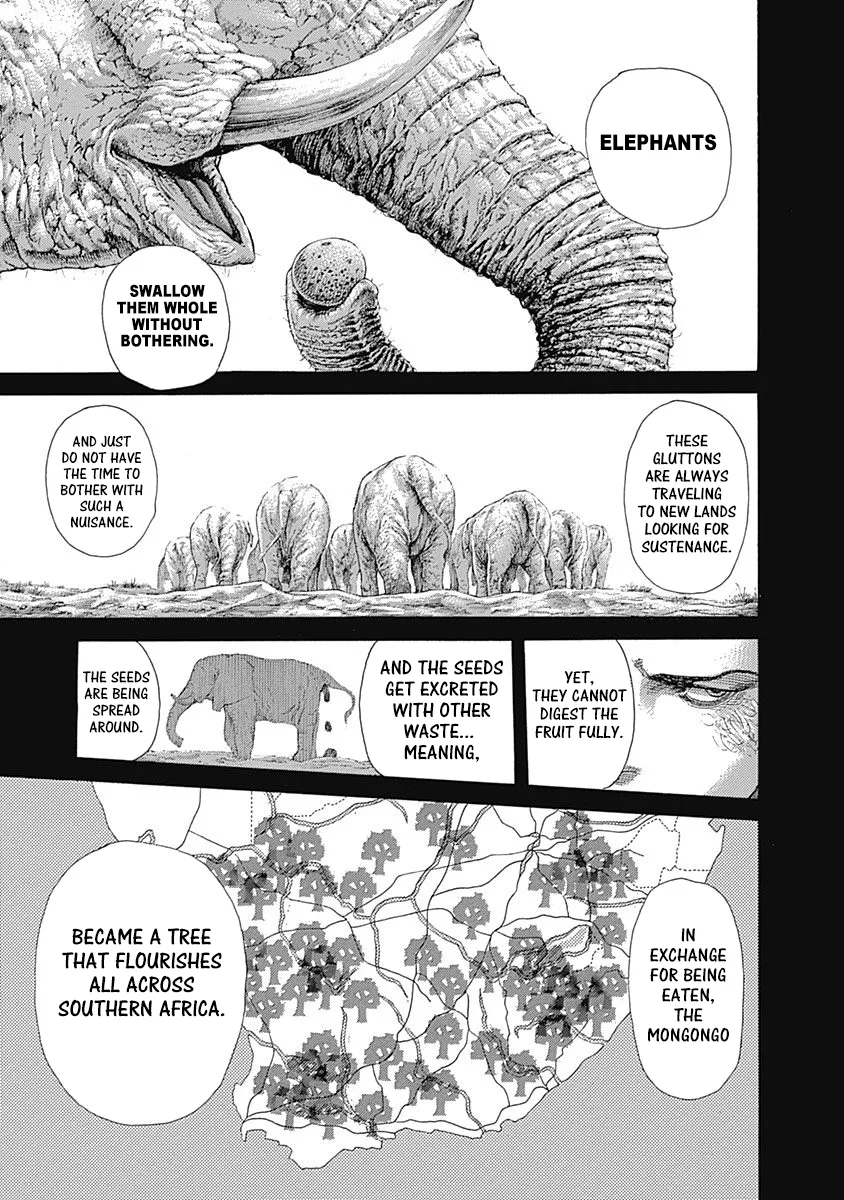 ELEPHANTS
SWALLOW
THEM WHOLE
WITHOUT
BOTHERING.
THESE
GLUTTONS
ARE ALWAYS
TRAVELING
TO NEW LANDS
LOOKING FOR
SUSTENANCE.
AND JUST
DO NOT HAVE
THE TIME TO
BOTHER WITH
SUCH A
NUISANCE.
YET,
THEY CANNOT
DIGEST THE
FRUIT FULLY.
AND THE SEEDS
GET EXCRETED
WITH OTHER
WASTE...
MEANING,
THE SEEDS
ARE BEING
SPREAD
AROUND.
IN
EXCHANGE
FOR BEING
EATEN,
THE
MONGONGO
BECAME A TREE
THAT FLOURISHES
ALL ACROSS
SOUTHERN AFRICA.